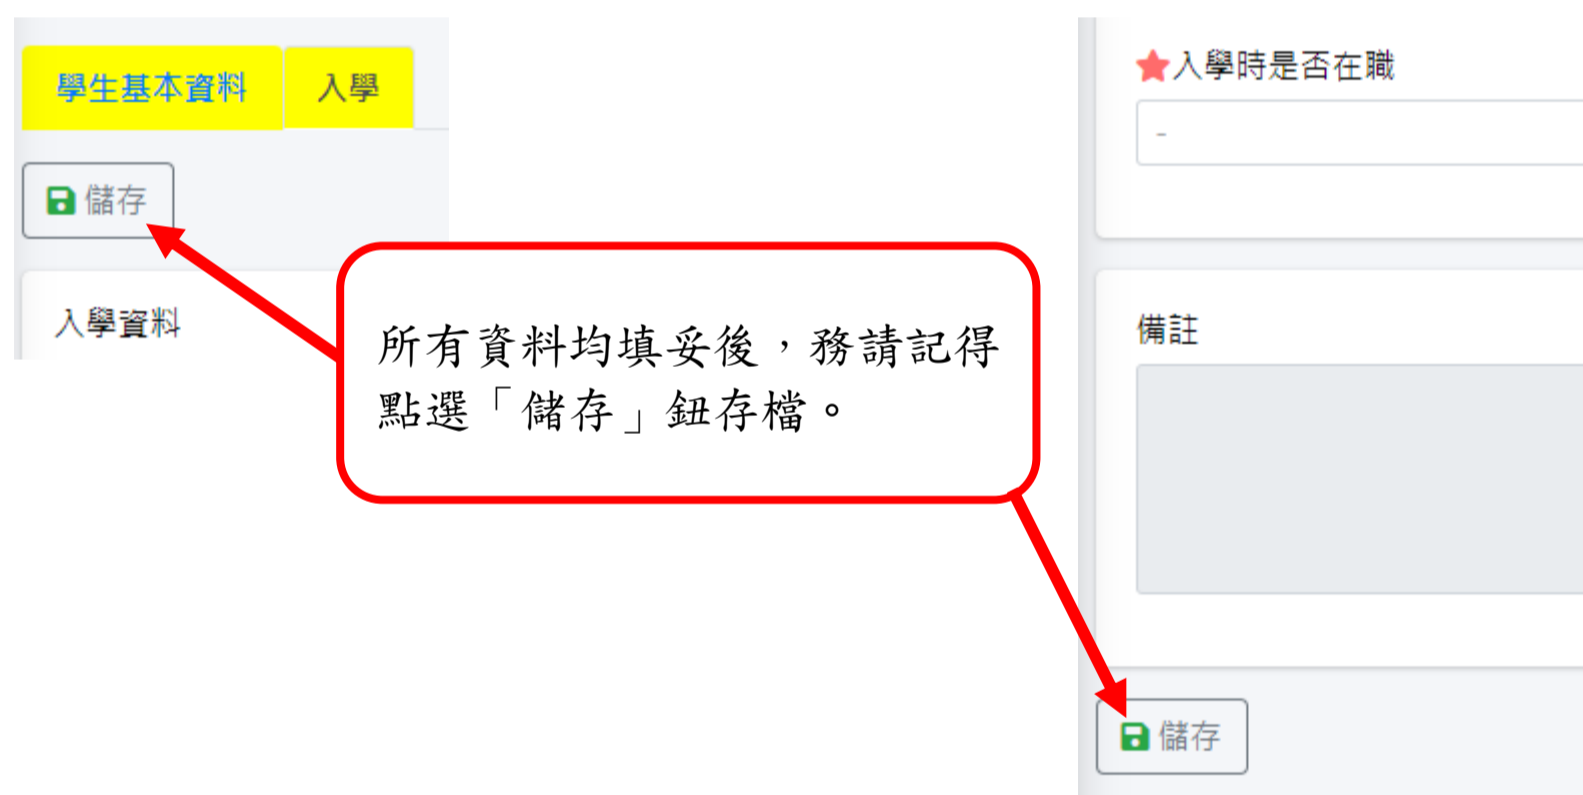 學生基本資料 入學
儲存
入學資料
所有資料均填妥後，務請記得
點選「儲存」鈕存檔。
入學時是否在職
-
備註
儲存